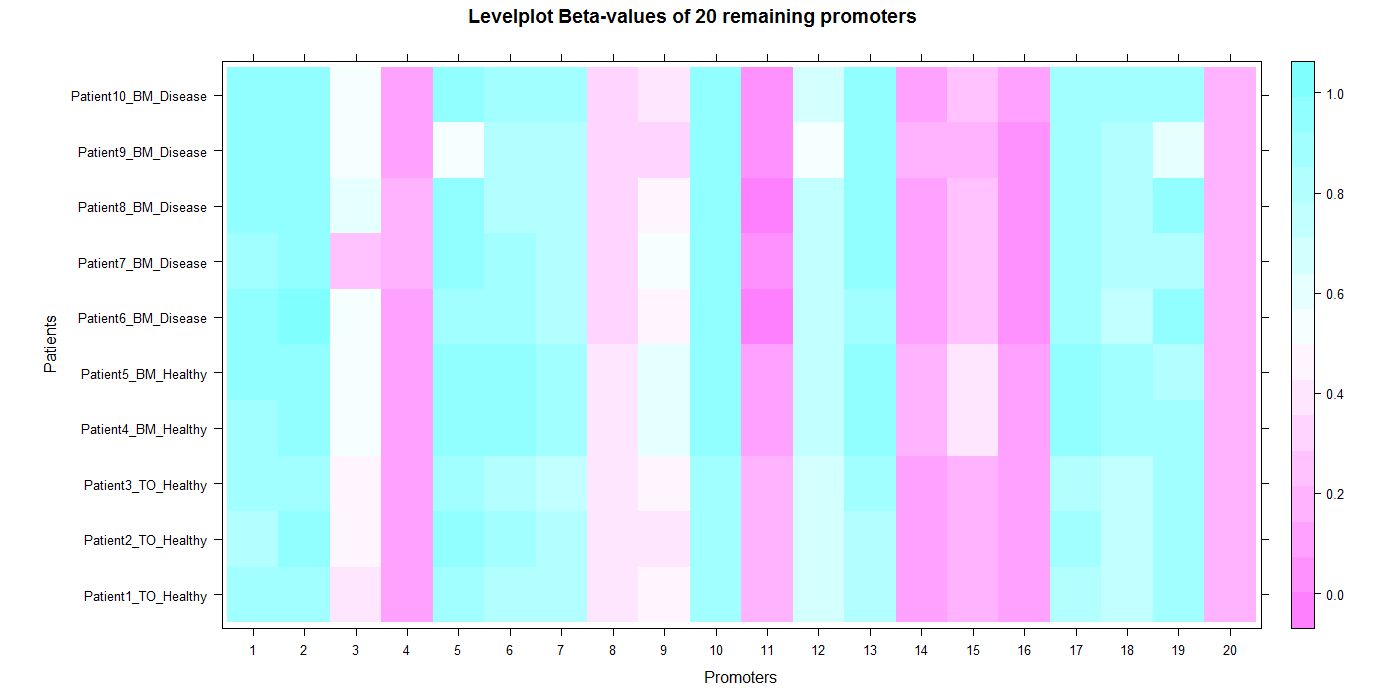 Levelplot Beta-values of 20 remaining promoters
Patient10_BM_Disease
Patient9_BM_Disease
Patient8_BM_Disease
Patient7_BM_Disease
Patient6_BM_Disease
Patient5_BM_Healthy
Patient4_BM_Healthy
Patient3_TO_Healthy
Patient2_TO_Healthy
Patient1_TO_Healthy
Patients
1 2 3 4 5 6 7 8 9 10 11 12 13 14 15 16 17 18 19 20
Promoters
1.0
0.8
0.6
0.4
0.2
0.0